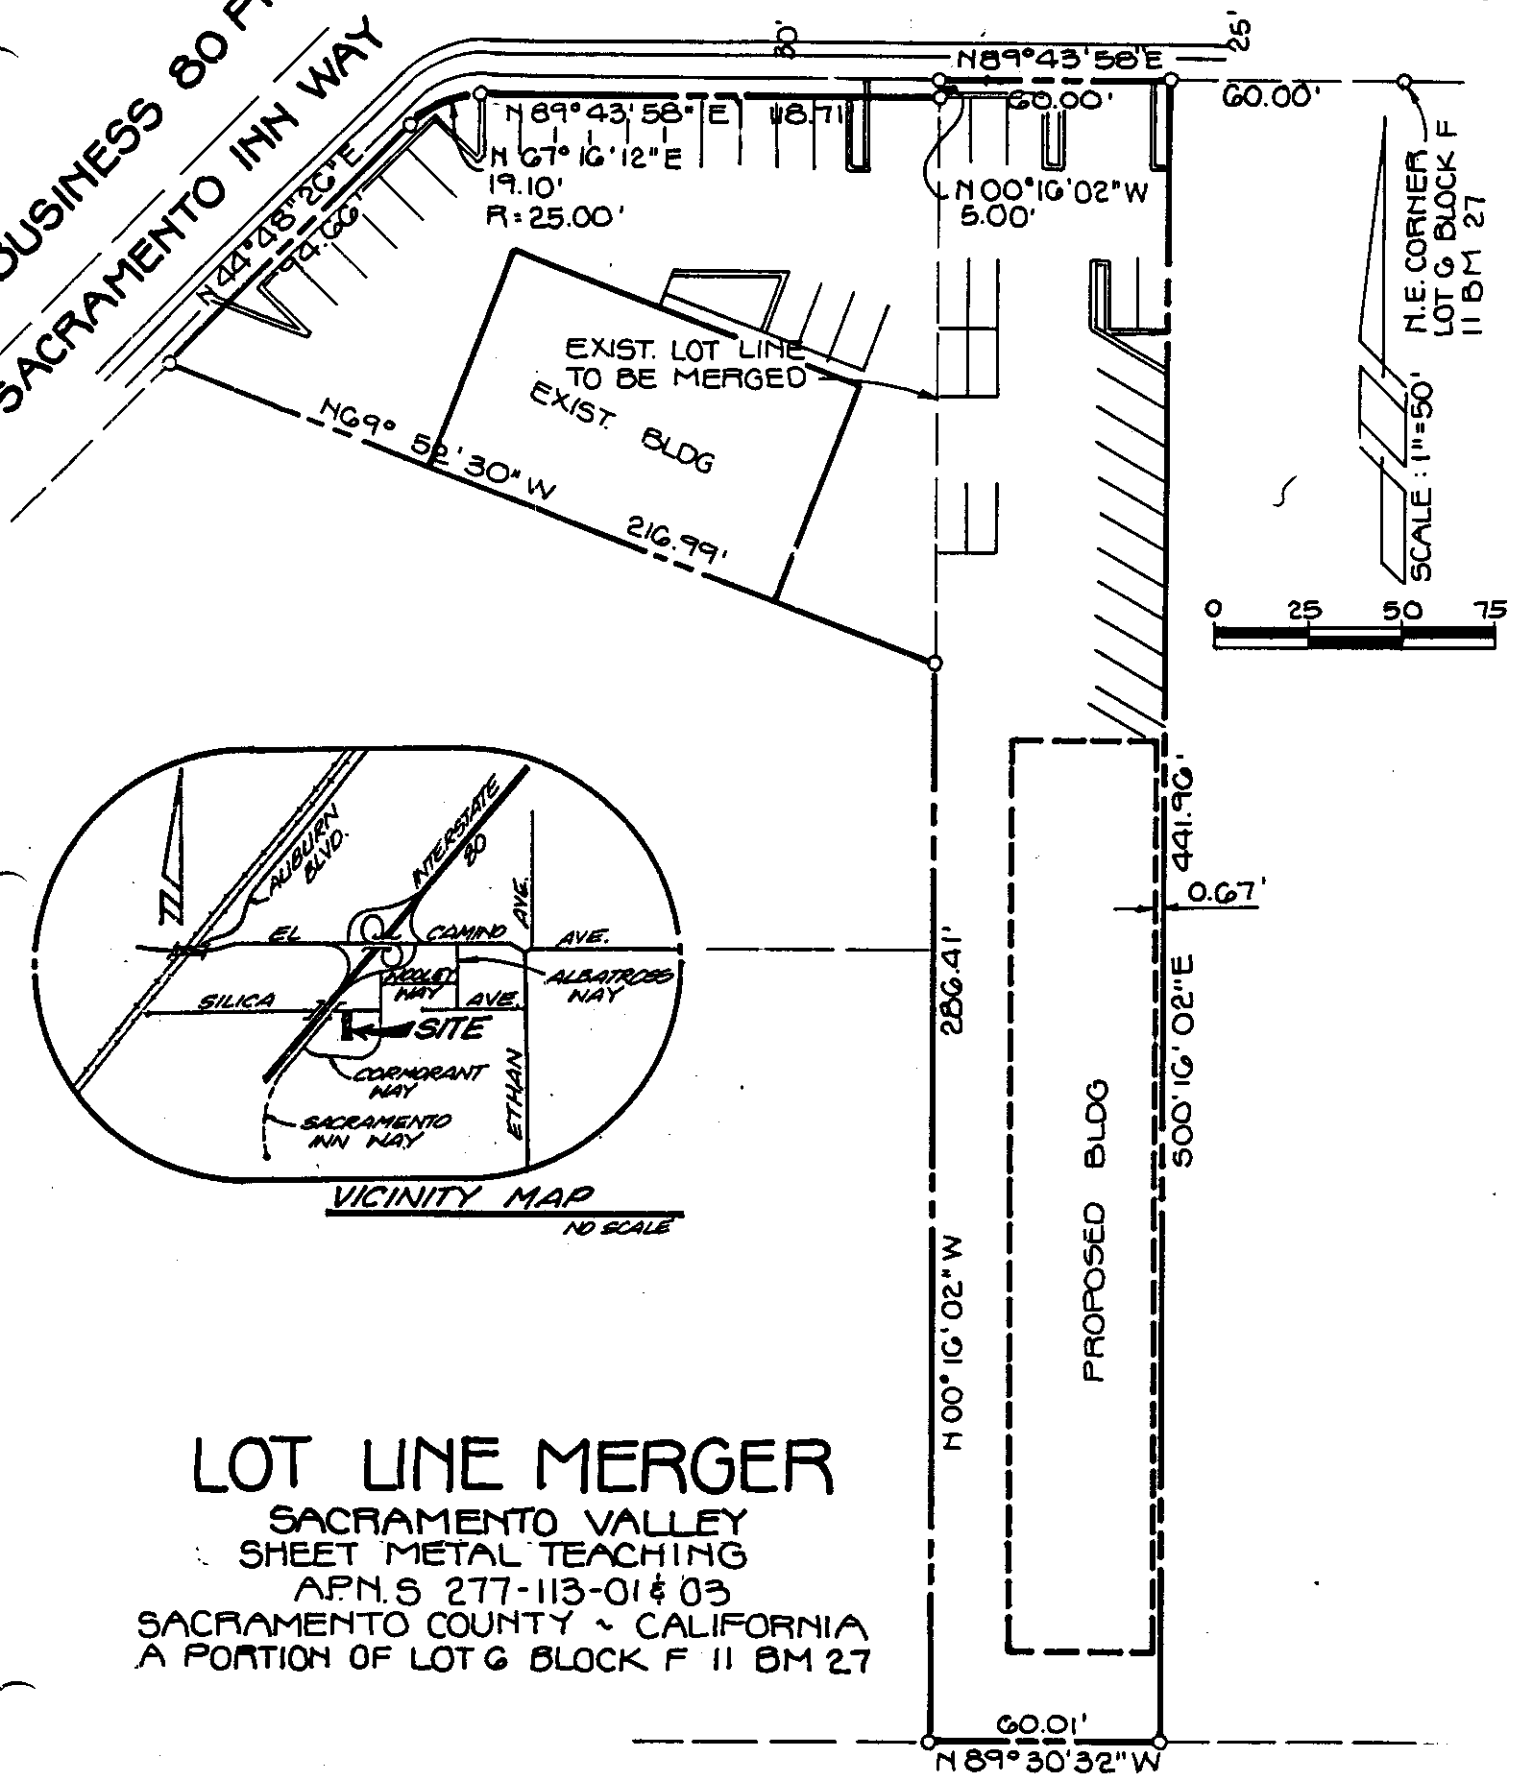 BUSINESS 80
SACRAMENTO INN WAY
30'
25'
N89°43'58"E
60.00'
60.00'
N89°43'58"E 118.71
N 67°16'12"E
19.10'
R=25.00'
N00°16'02"W
5.00'
N44°48'26"E
94.66'
N.E. CORNER
LOT 6 BLOCK F
11 BM 27
EXIST. LOT LINE
TO BE MERGED
EXIST. BLDG
N69° 52'30"W
216.99'
SCALE: 1"=50'
0 25 50 75
441.96'
0.67'
S00°16'02"E
286.41'
N00°16'02"W
PROPOSED BLDG
AUBURN
BLVD.
INTERSTATE
80
EL CAMINO AVE.
AVE.
WOOLEY
WAY
ALBATROSS
WAY
SILICA AVE.
SITE
CORMORANT
WAY
ETHAN
SACRAMENTO
INN WAY
VICINITY MAP
NO SCALE
LOT LINE MERGER
SACRAMENTO VALLEY
SHEET METAL TEACHING
A.P.N.S 277-113-01 & 03
SACRAMENTO COUNTY ~ CALIFORNIA
A PORTION OF LOT 6 BLOCK F 11 BM 27
60.01'
N89°30'32"W